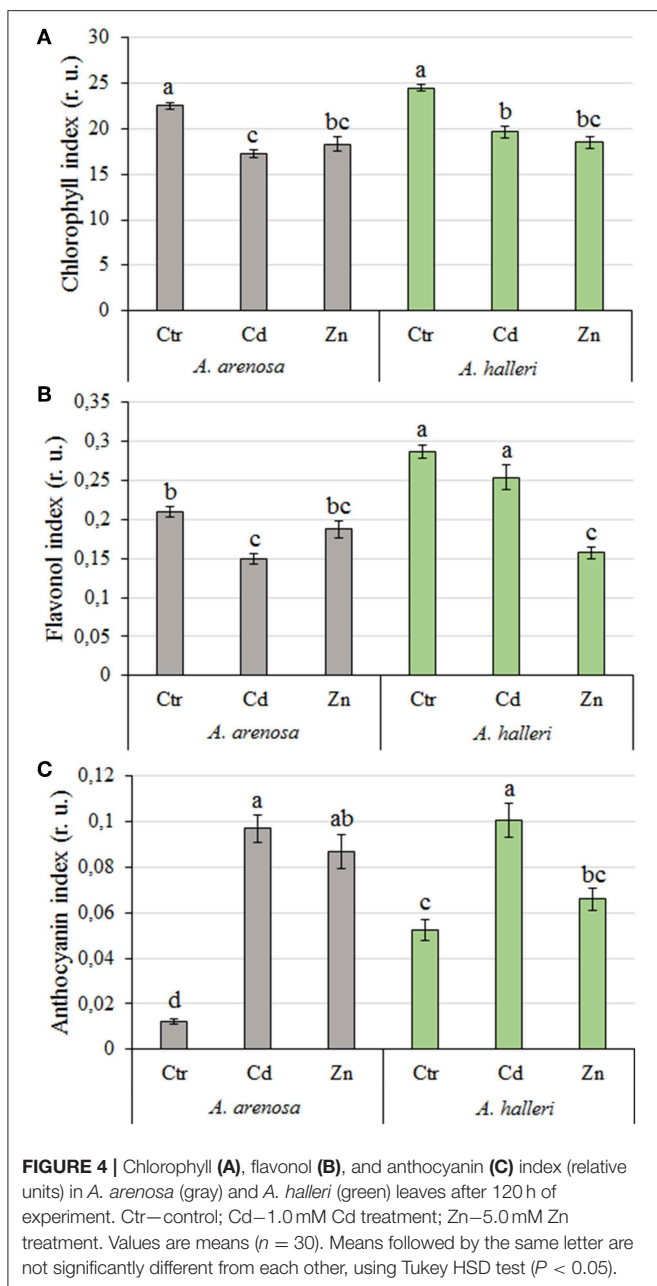 A
Chlorophyll index (r. u.)
30
25
20
15
10
5
0
a
c
bc
a
b
bc
Ctr Cd Zn Ctr Cd Zn
A. arenosa A. halleri
B
Flavonol index (r. u.)
0,35
0,3
0,25
0,2
0,15
0,1
0,05
0
b
c
bc
a
a
c
Ctr Cd Zn Ctr Cd Zn
A. arenosa A. halleri
C
Anthocyanin index (r. u.)
0,12
0,1
0,08
0,06
0,04
0,02
0
d
a
ab
c
a
bc
Ctr Cd Zn Ctr Cd Zn
A. arenosa A. halleri
FIGURE 4 | Chlorophyll (A), flavonol (B), and anthocyanin (C) index (relative
units) in A. arenosa (gray) and A. halleri (green) leaves after 120 h of
experiment. Ctr—control; Cd—1.0 mM Cd treatment; Zn—5.0 mM Zn
treatment. Values are means (n = 30). Means followed by the same letter are
not significantly different from each other, using Tukey HSD test (P < 0.05).